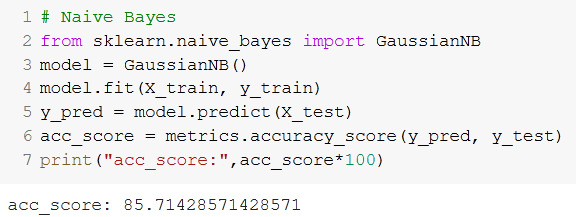 1 # Naive Bayes
2 from sklearn.naive_bayes import GaussianNB
3 model = GaussianNB()
4 model.fit(X_train, y_train)
5 y_pred = model.predict(X_test)
6 acc_score = metrics.accuracy_score(y_pred, y_test)
7 print("acc_score:",acc_score*100)
acc_score: 85.71428571428571